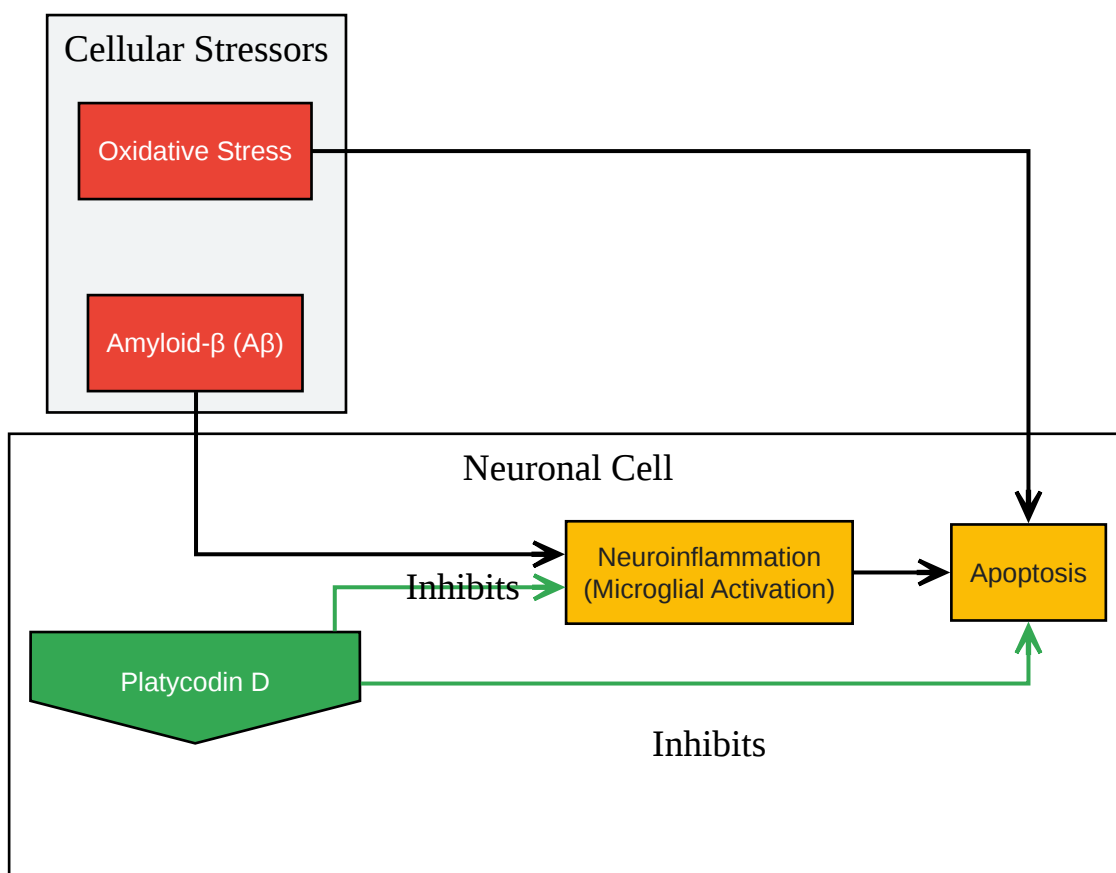 Cellular Stressors
Oxidative Stress
Amyloid-β (Aβ)
Neuronal Cell
Neuroinflammation
(Microglial Activation)
Apoptosis
Inhibits
Platycodin D
Inhibits